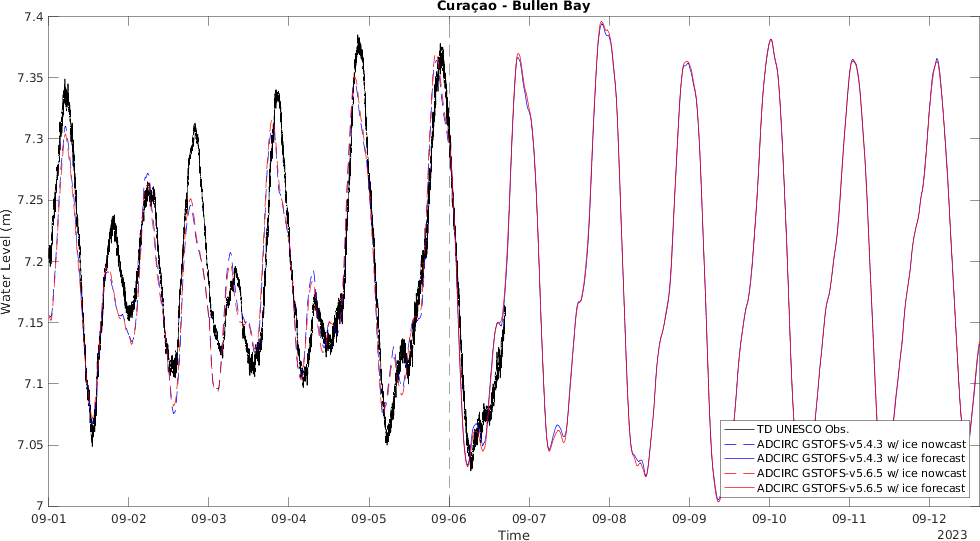 Curaçao - Bullen Bay
Water Level (m)
7.4
7.35
7.3
7.25
7.2
7.15
7.1
7.05
7
09-01 09-02 09-03 09-04 09-05 09-06 09-07 09-08 09-09 09-10 09-11 09-12
Time
2023
TD UNESCO Obs.
ADCIRC GSTOFS-v5.4.3 w/ ice nowcast
ADCIRC GSTOFS-v5.4.3 w/ ice forecast
ADCIRC GSTOFS-v5.6.5 w/ ice nowcast
ADCIRC GSTOFS-v5.6.5 w/ ice forecast